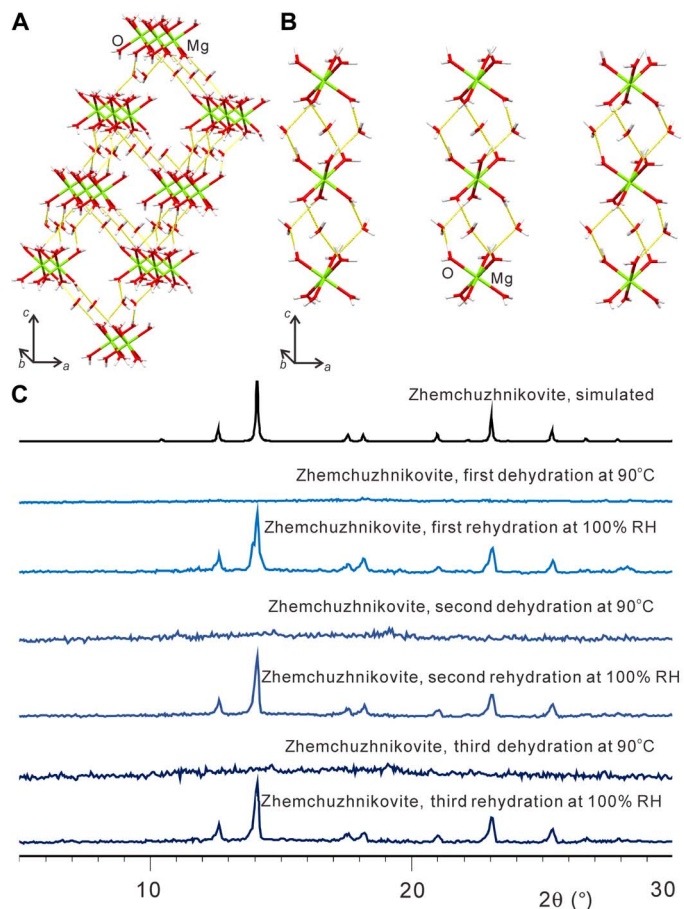 A
O
Mg
c
b
a
B
O
Mg
c
b
a
C
Zhemchuzhnikovite, simulated
Zhemchuzhnikovite, first dehydration at 90°C
Zhemchuzhnikovite, first rehydration at 100% RH
Zhemchuzhnikovite, second dehydration at 90°C
Zhemchuzhnikovite, second rehydration at 100% RH
Zhemchuzhnikovite, third dehydration at 90°C
Zhemchuzhnikovite, third rehydration at 100% RH
10 20 2θ (°) 30